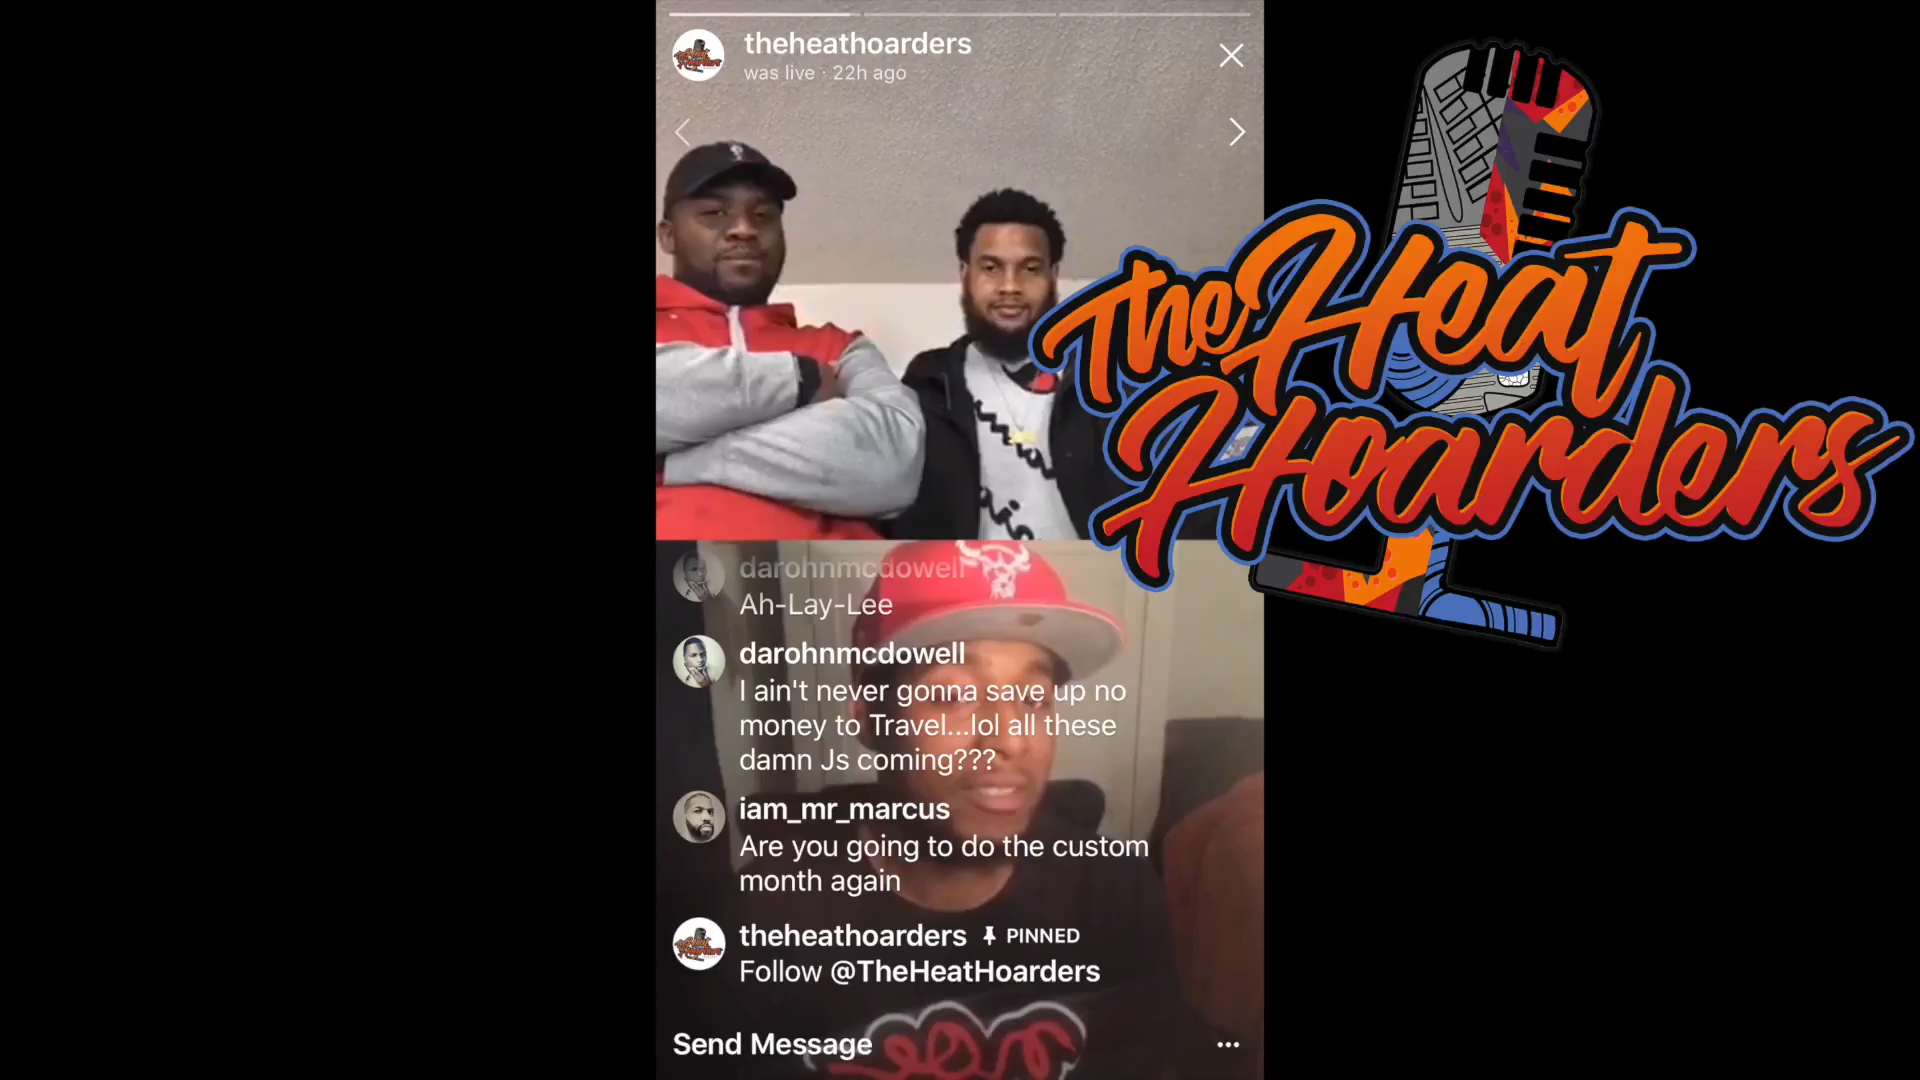 theheathoarders
was live · 22h ago
The Heat
Hoarders
darohnmcdowell
Ah-Lay-Lee
darohnmcdowell
I ain't never gonna save up no
money to Travel...lol all these
damn Js coming???
iam_mr_marcus
Are you going to do the custom
month again
theheathoarders PINNED
Follow @TheHeatHoarders
Send Message